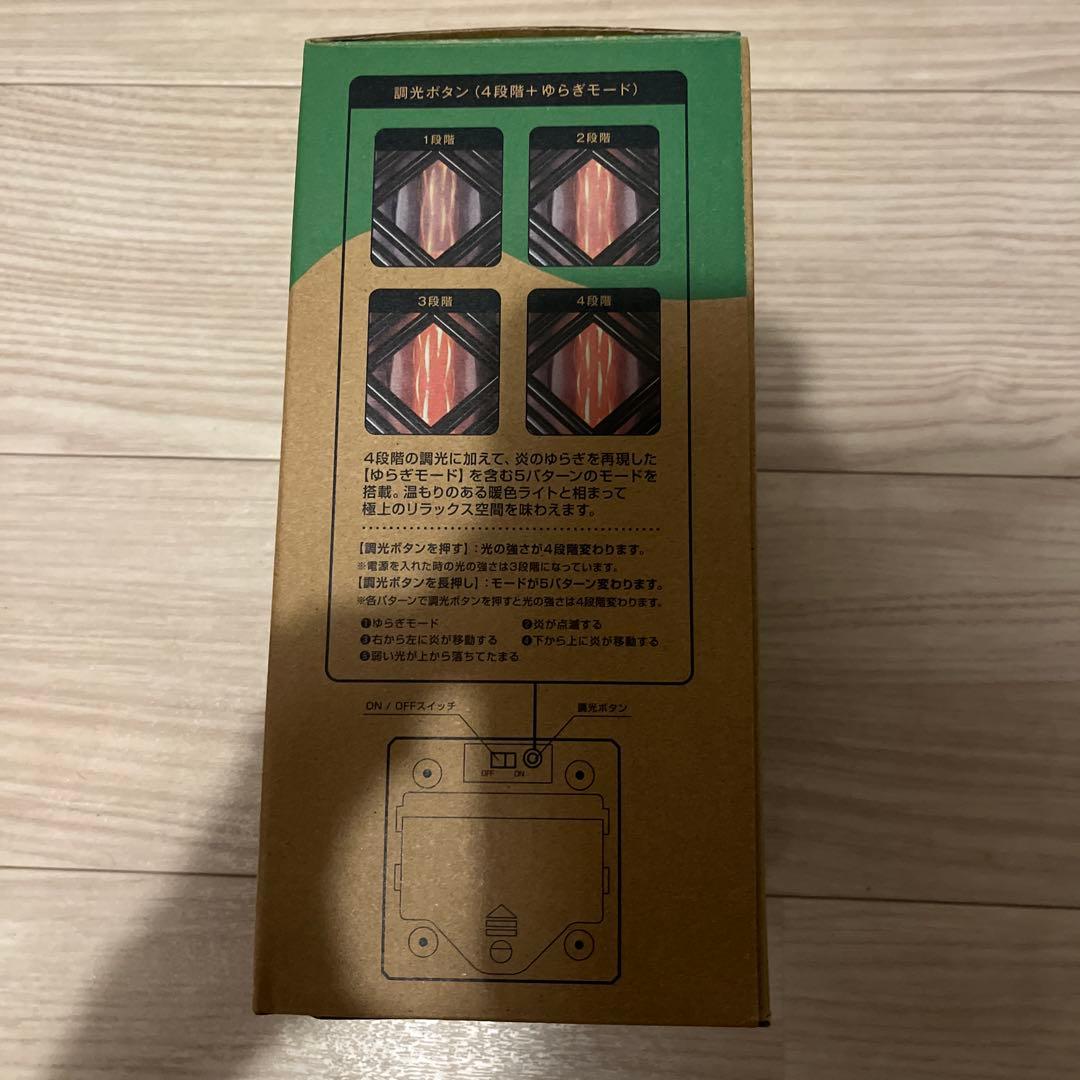 調光ボタン（4段階＋ゆらぎモード）
1段階
2段階
3段階
4段階
4段階の調光に加えて、炎のゆらぎを再現した
【ゆらぎモード】を含む5パターンのモードを
搭載。温もりのある暖色ライトと相まって
極上のリラックス空間を味わえます。
【調光ボタンを押す】：光の強さが4段階変わります。
※電源を入れた時の光の強さは3段階になっています。
【調光ボタンを長押し】：モードが5パターン変わります。
※各パターンで調光ボタンを押すと光の強さは4段階変わります。
❶ゆらぎモード ❷炎が点滅する
❸右から左に炎が移動する ❹下から上に炎が移動する
❺弱い光が上から落ちてたまる
ON / OFFスイッチ
調光ボタン
OFF ON